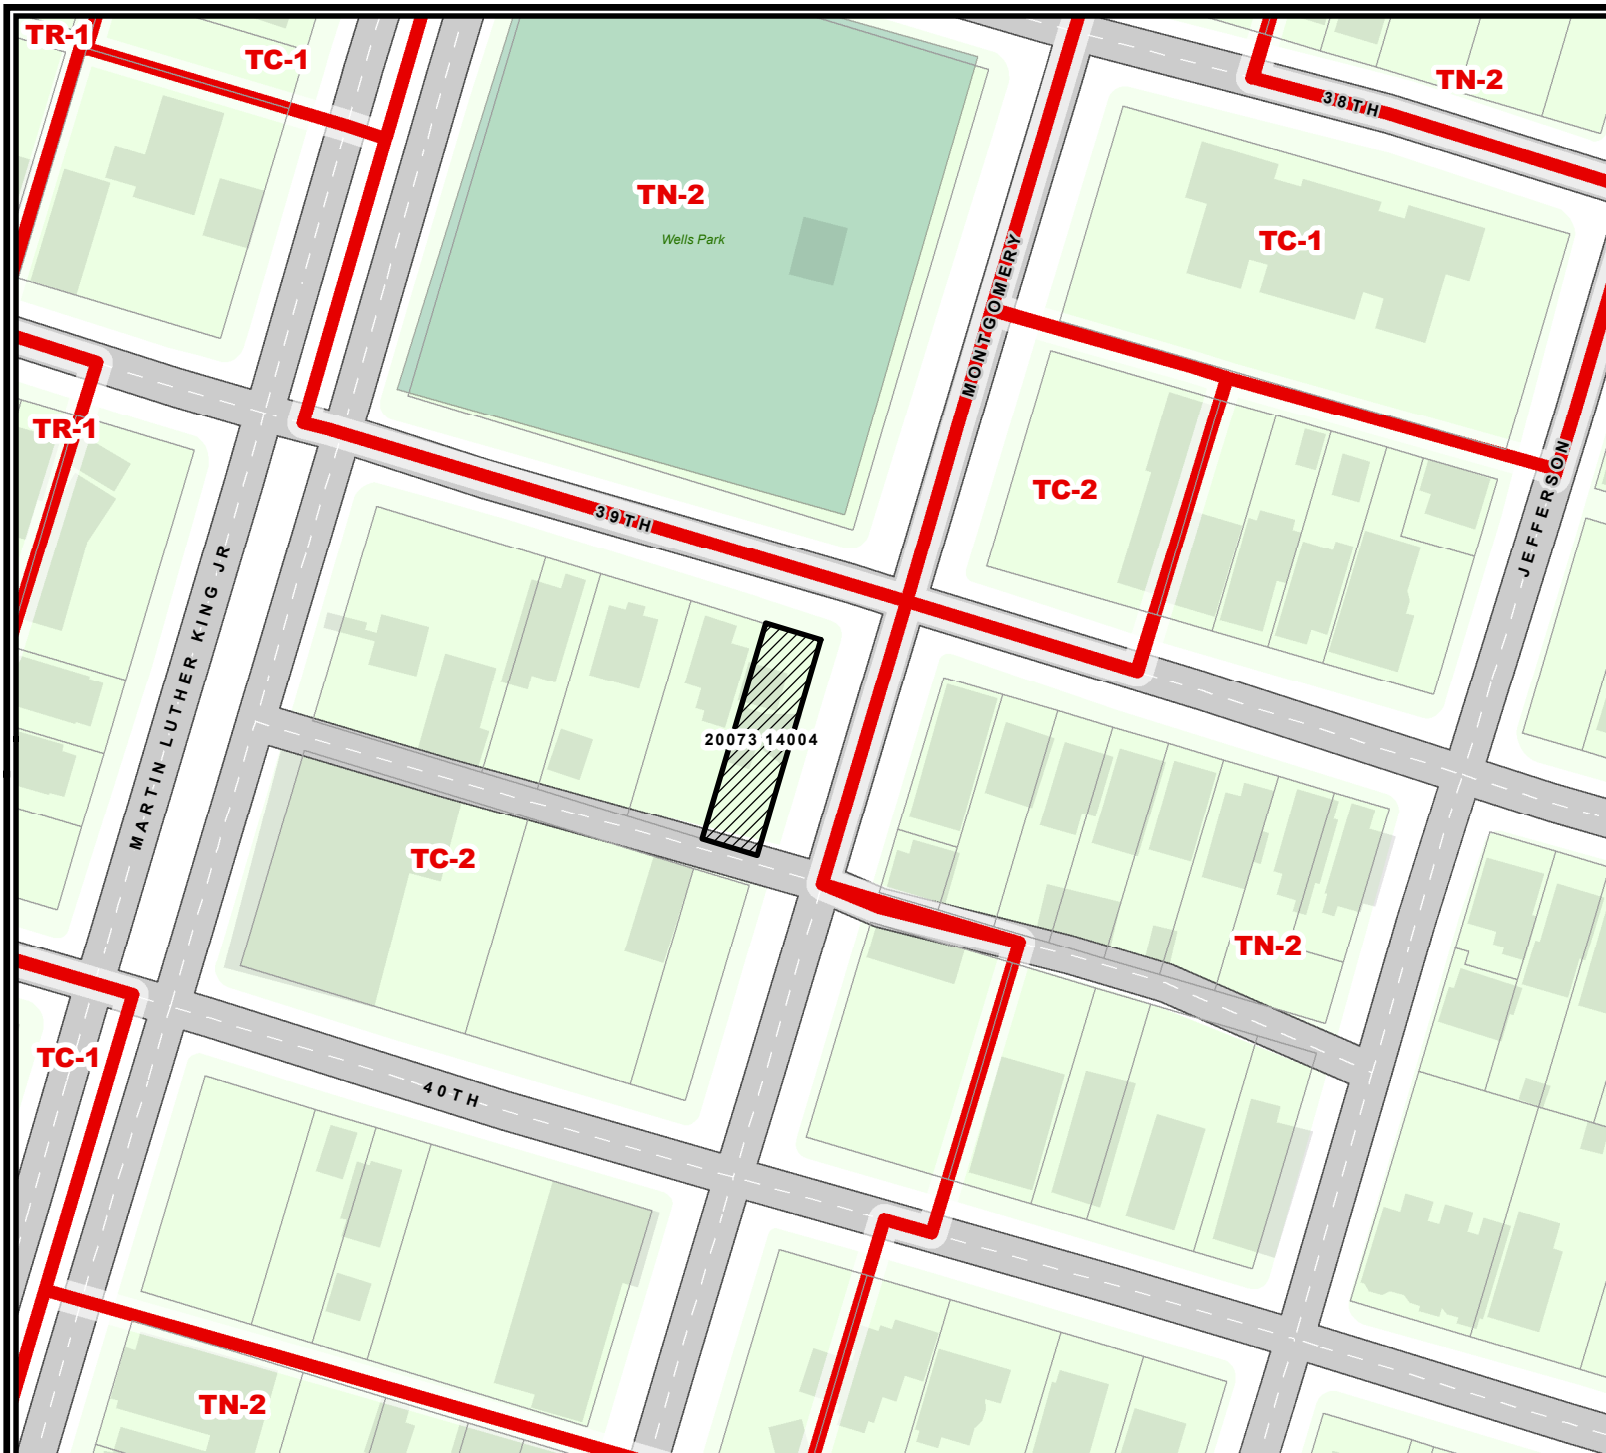 TR-1
TC-1
TN-2
38TH
TN-2
Wells Park
TC-1
MONTGOMERY
TR-1
TC-2
JEFFERSON
39TH
MARTIN LUTHER KING JR
20073 14004
TC-2
TN-2
TC-1
40TH
TN-2